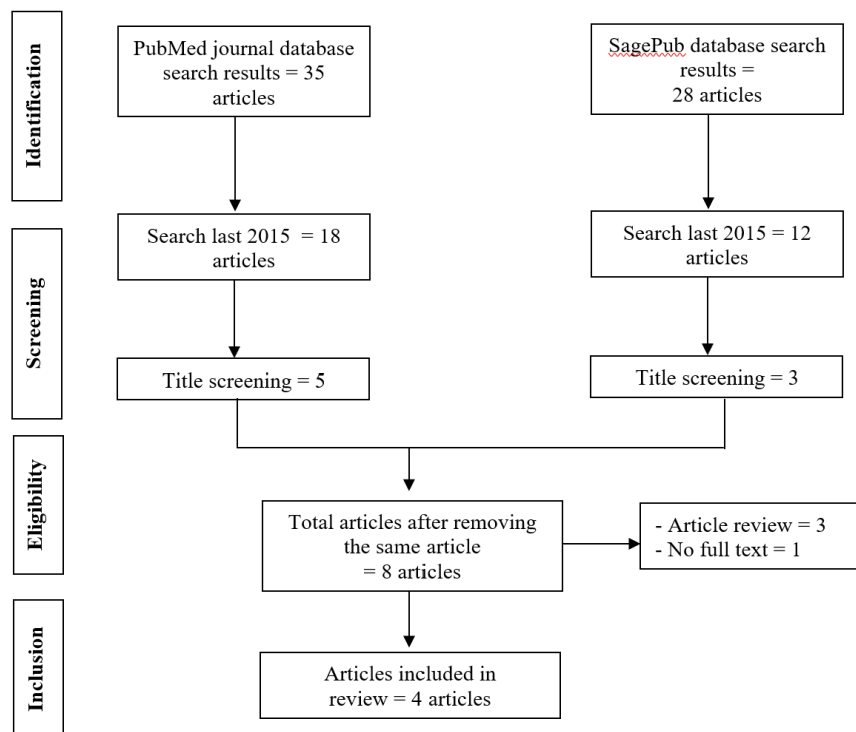 Identification
PubMed journal database
search results = 35
articles
SagePub database search
results =
28 articles
Screening
Search last 2015  = 18
articles
Search last 2015 = 12
articles
Title screening = 5
Title screening = 3
Eligibility
Total articles after removing
the same article
= 8 articles
- Article review = 3
- No full text = 1
Inclusion
Articles included in
review = 4 articles